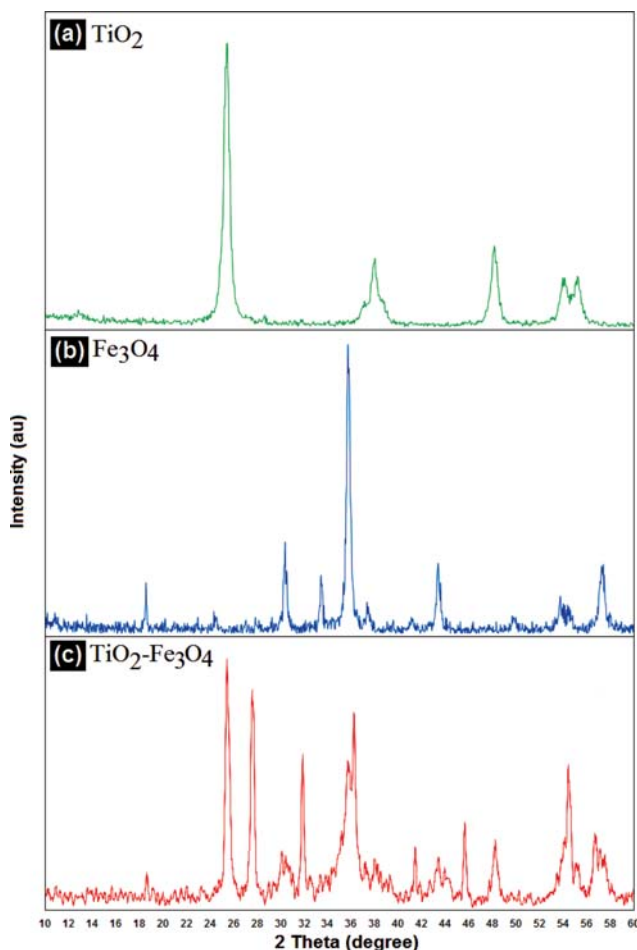 (a) TiO2
(b) Fe3O4
Intensity (au)
(c) TiO2-Fe3O4
10 12 14 16 18 20 22 24 26 28 30 32 34 36 38 40 42 44 46 48 50 52 54 56 58 60
2 Theta (degree)